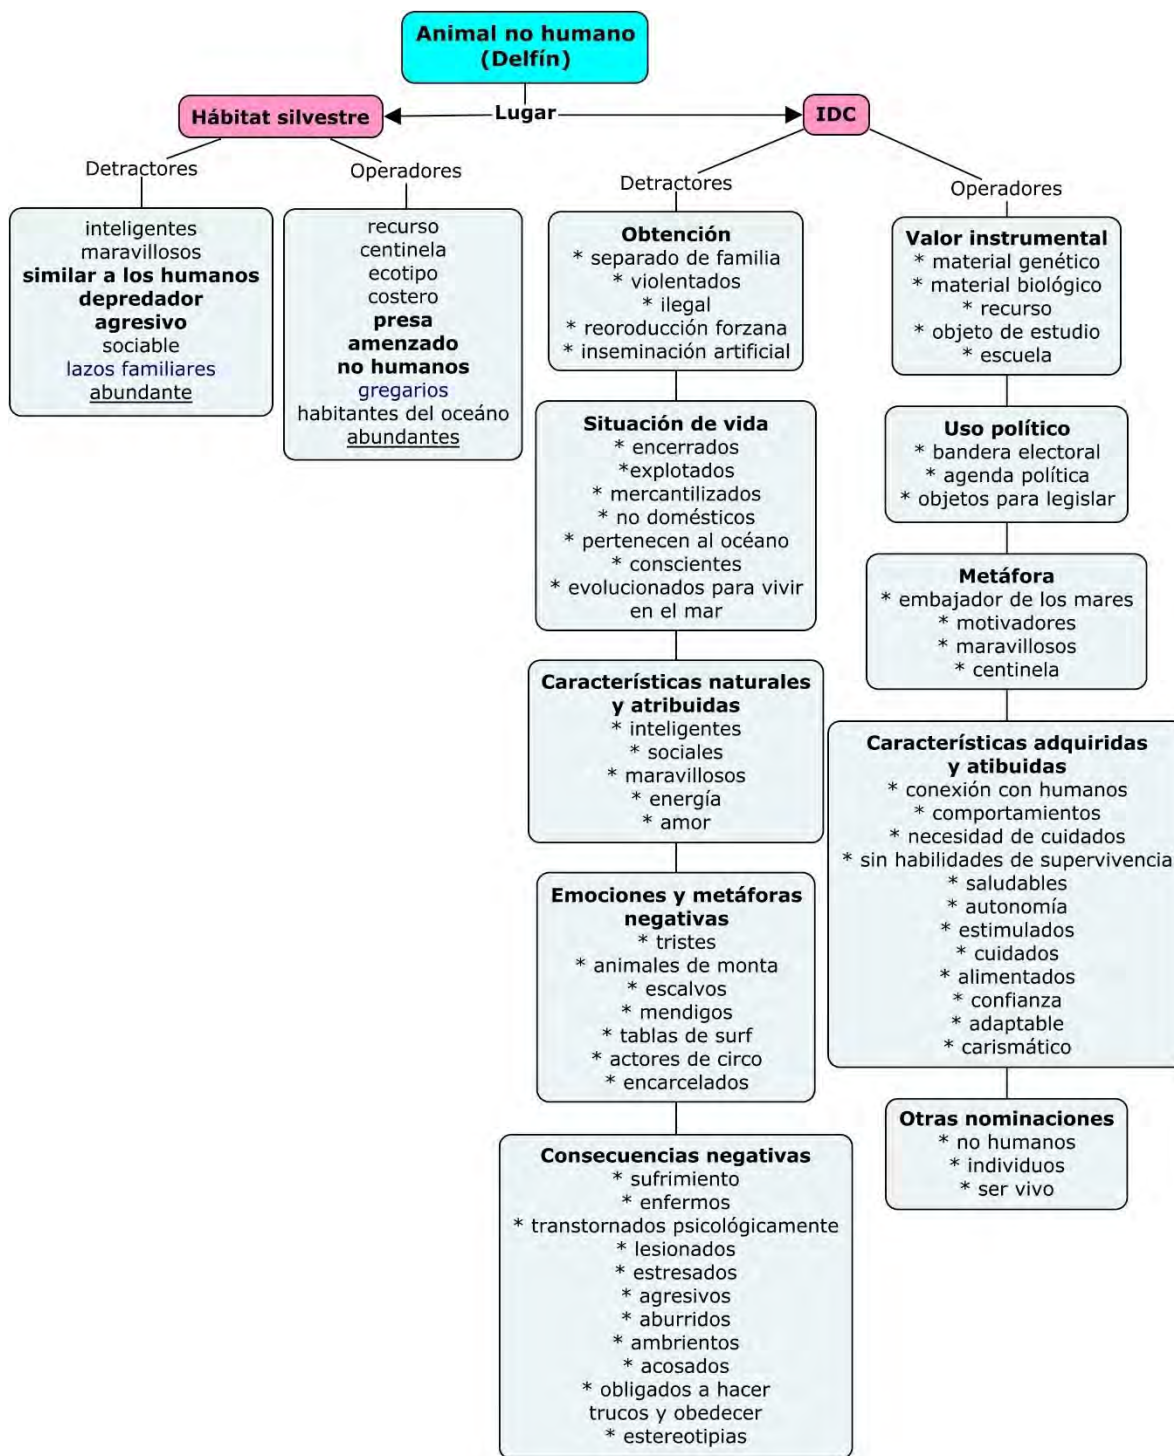 Animal no humano
(Delfín)
Hábitat silvestre
Lugar
IDC
Detractores
Operadores
inteligentes
maravillosos
similar a los humanos
depredador
agresivo
sociable
lazos familiares
abundante
recurso
centinela
ecotipo
costero
presa
amenzado
no humanos
gregarios
habitantes del oceáno
abundantes
Detractores
Operadores
Obtención
* separado de familia
* violentados
* ilegal
* reoroducción forzana
* inseminación artificial
Situación de vida
* encerrados
*explotados
* mercantilizados
* no domésticos
* pertenecen al océano
* conscientes
* evolucionados para vivir
en el mar
Características naturales
y atribuidas
* inteligentes
* sociales
* maravillosos
* energía
* amor
Emociones y metáforas
negativas
* tristes
* animales de monta
* escalvos
* mendigos
* tablas de surf
* actores de circo
* encarcelados
Consecuencias negativas
* sufrimiento
* enfermos
* transtornados psicológicamente
* lesionados
* estresados
* agresivos
* aburridos
* ambrientos
* acosados
* obligados a hacer
trucos y obedecer
* estereotipias
Valor instrumental
* material genético
* material biológico
* recurso
* objeto de estudio
* escuela
Uso político
* bandera electoral
* agenda política
* objetos para legislar
Metáfora
* embajador de los mares
* motivadores
* maravillosos
* centinela
Características adquiridas
y atibuidas
* conexión con humanos
* comportamientos
* necesidad de cuidados
* sin habilidades de supervivencia
* saludables
* autonomía
* estimulados
* cuidados
* alimentados
* confianza
* adaptable
* carismático
Otras nominaciones
* no humanos
* individuos
* ser vivo